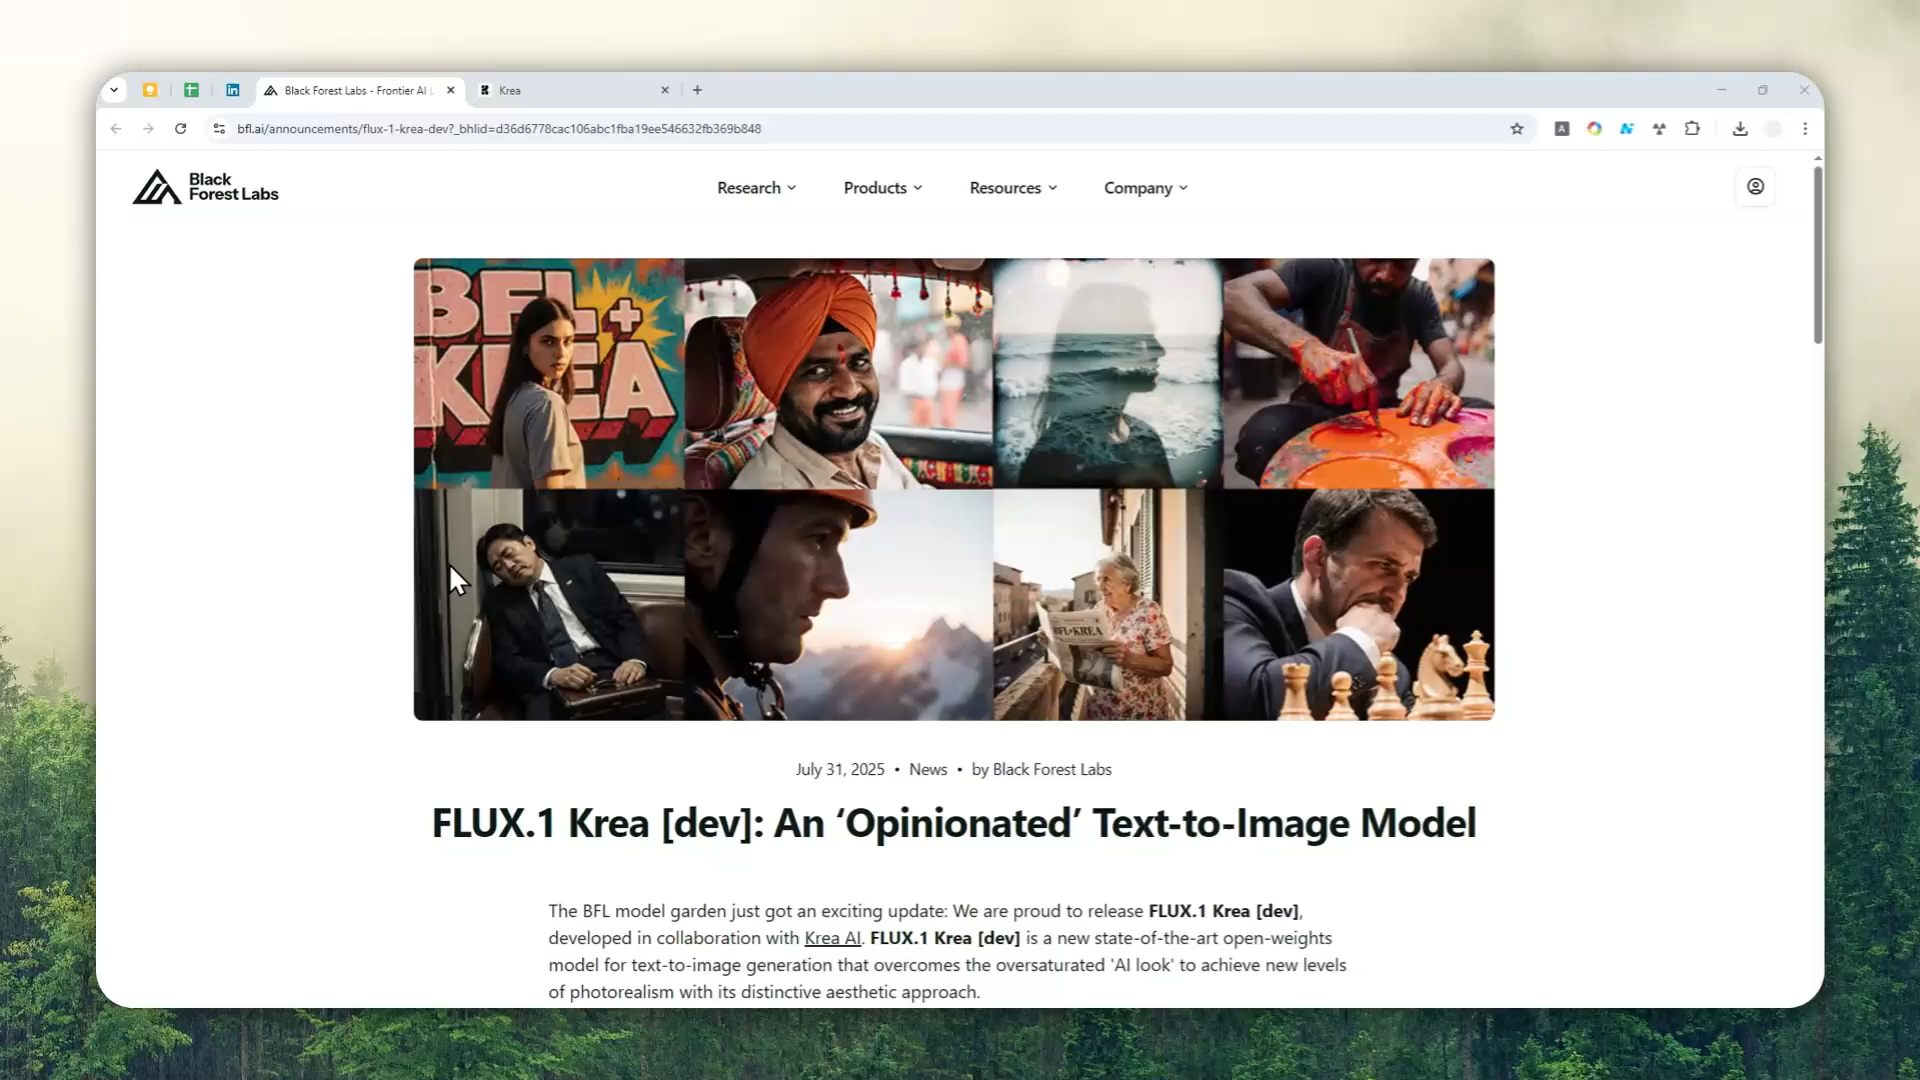 Black Forest Labs - Frontier AI
Krea
bfl.ai/announcements/flux-1-krea-dev?_bhlid=d36d6778cac106abc1fba19ee546632fb369b848
Black
Forest Labs
Research
Products
Resources
Company
BFL+
KREA
BFL+KREA
July 31, 2025 • News • by Black Forest Labs
FLUX.1 Krea [dev]: An ‘Opinionated’ Text-to-Image Model
The BFL model garden just got an exciting update: We are proud to release FLUX.1 Krea [dev],
developed in collaboration with Krea AI. FLUX.1 Krea [dev] is a new state-of-the-art open-weights
model for text-to-image generation that overcomes the oversaturated 'AI look' to achieve new levels
of photorealism with its distinctive aesthetic approach.